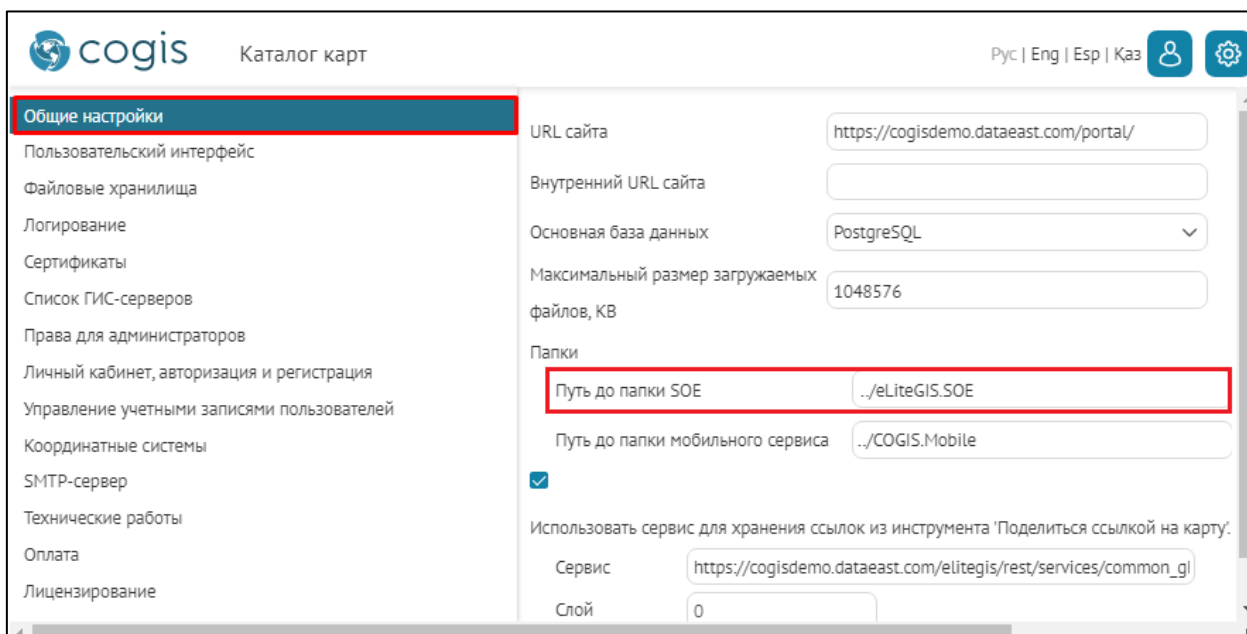 cogis
Каталог карт
Рус | Eng | Esp | Қаз
Общие настройки
Пользовательский интерфейс
Файловые хранилища
Логирование
Сертификаты
Список ГИС-серверов
Права для администраторов
Личный кабинет, авторизация и регистрация
Управление учетными записями пользователей
Координатные системы
SMTP-сервер
Технические работы
Оплата
Лицензирование
URL сайта
https://cogisdemo.dataeast.com/portal/
Внутренний URL сайта
Основная база данных
PostgreSQL
Максимальный размер загружаемых
файлов, KB
1048576
Папки
Путь до папки SOE
../eLiteGIS.SOE
Путь до папки мобильного сервиса
../COGIS.Mobile
Использовать сервис для хранения ссылок из инструмента 'Поделиться ссылкой на карту'.
Сервис
https://cogisdemo.dataeast.com/elitegis/rest/services/common_gl
Слой
0